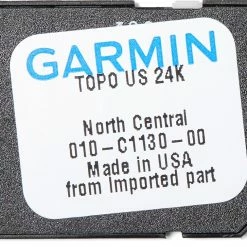 GARMIN
TOPO US 24K
North Central
010-C1130-00
Made in USA
from imported part